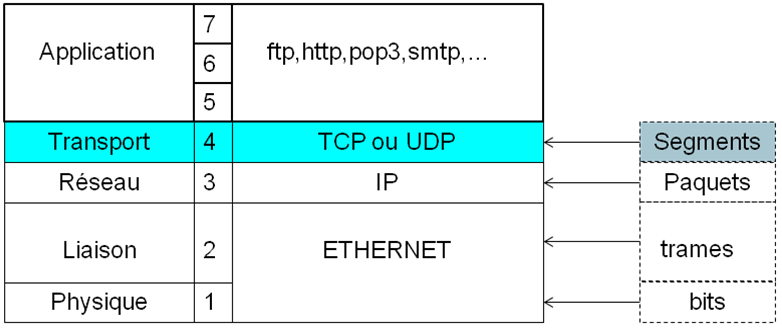 7
Application 6 ftp,http,pop3,smtp,...
5
Transport 4 TCP ou UDP Segments
Réseau 3 IP Paquets
Liaison 2 ETHERNET trames
Physique 1 bits